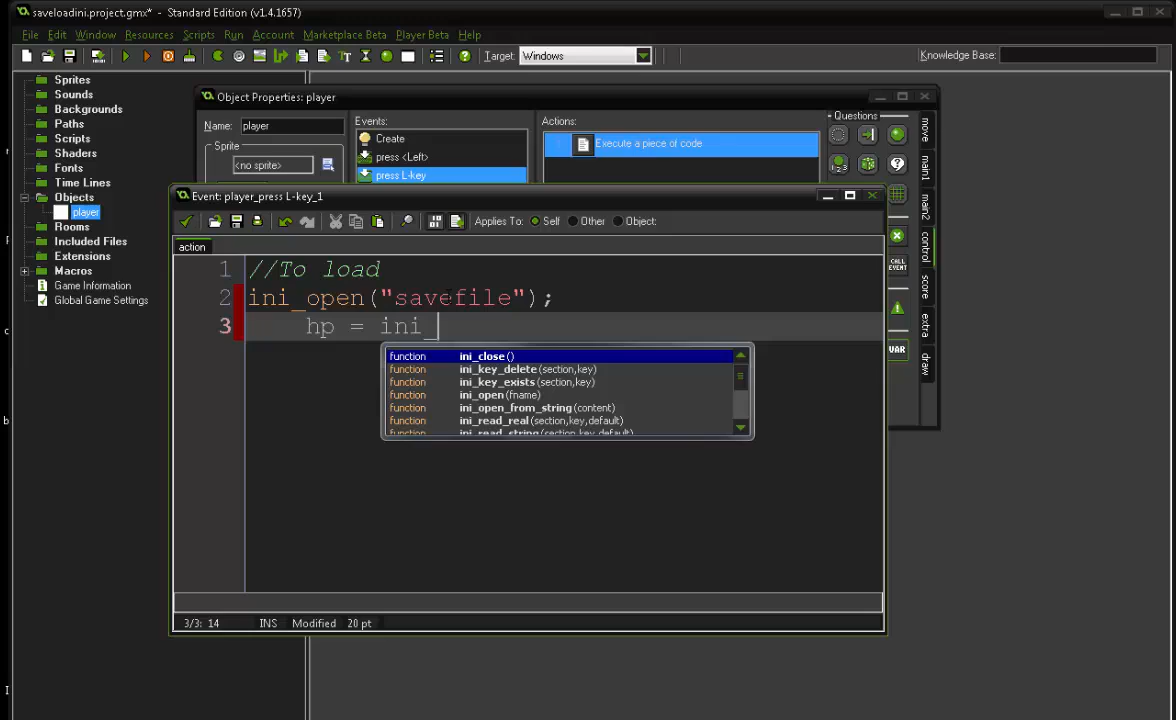 saveloadini.project.gmx* - Standard Edition (v1.4.1657)
File Edit Window Resources Scripts Run Account Marketplace Beta Player Beta Help
Target: Windows
Knowledge Base:
Sprites
Sounds
Backgrounds
Paths
Scripts
Shaders
Fonts
Time Lines
Objects
player
Rooms
Included Files
Extensions
Macros
Game Information
Global Game Settings
Object Properties: player
Name: player
Sprite
<no sprite>
Events:
Create
press <Left>
press L-key
Actions:
Execute a piece of code
Questions
move
main1
main2
control
score
extra
draw
CALL
EVENT
VAR
Event: player_press L-key_1
Applies To: Self Other Object:
action
1 //To load
2 ini_open("savefile");
3 hp = ini_
function ini_close()
function ini_key_delete(section,key)
function ini_key_exists(section,key)
function ini_open(fname)
function ini_open_from_string(content)
function ini_read_real(section,key,default)
function ini_read_string(section,key,default)
3/3: 14 INS Modified 20 pt